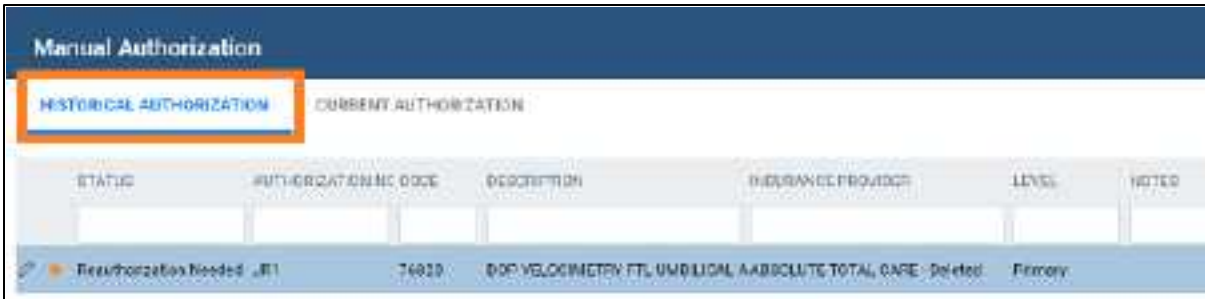 Manual Authorization
HISTORICAL AUTHORIZATION CURRENT AUTHORIZATION
STATUS AUTHORIZATION NO CODE DESCRIPTION INSURANCE PROVIDER LEVEL NOTES
Reauthorization Needed JR1 DOP VELOCIMETRY FTL UMBILICAL A ABSOLUTE TOTAL CARE - Deleted Primary